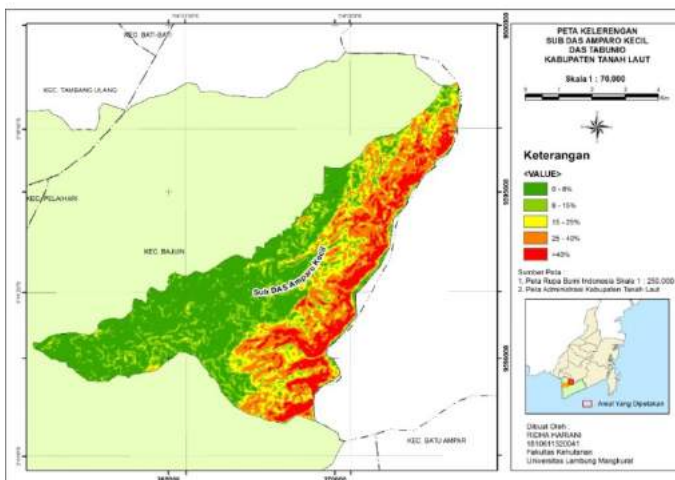 KEC. BATI-BATI
KEC. TAMBANG ULANG
KEC. PELAIHARI
KEC. BAJUIN
Sub DAS Amparo Kecil
KEC. BATU AMPAR
PETA KELERENGAN
SUB DAS AMPARO KECIL
DAS TABUNIO
KABUPATEN TANAH LAUT
Skala 1 : 70,000
Keterangan
<VALUE>
0 - 8%
8 - 15%
15 - 25%
25 - 40%
>40%
Sumber Peta :
1. Peta Rupa Bumi Indonesia Skala 1 : 250.000
2. Peta Administrasi Kabupaten Tanah Laut
: Areal Yang Dipetakan
Dibuat Oleh :
RIDHA HARIANI
Fakultas Kehutanan
Universitas Lambung Mangkurat